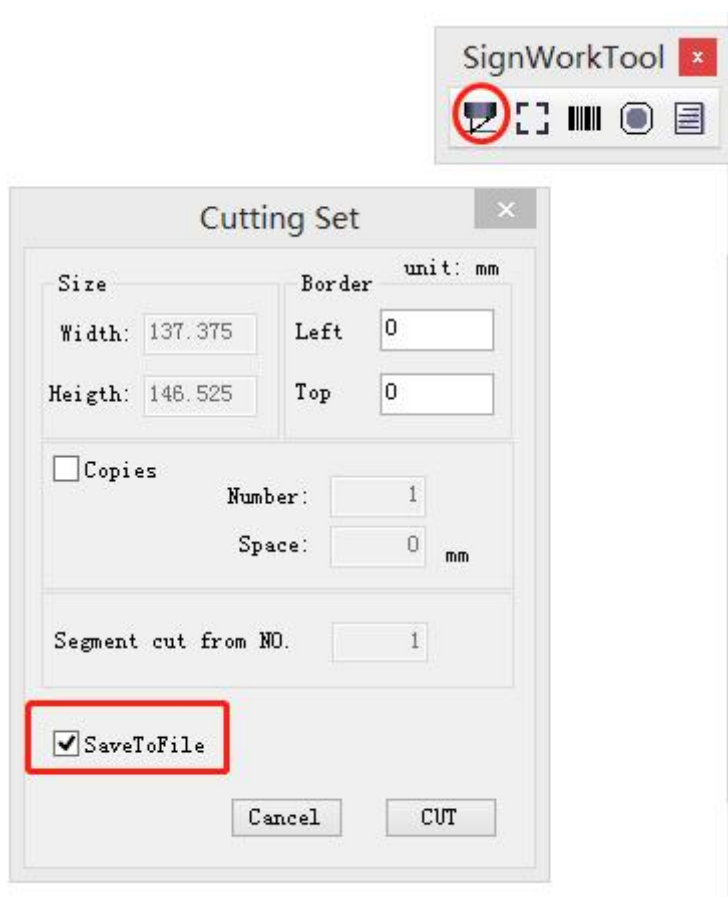 SignWorkTool x
Cutting Set
unit: mm
Size
Border
Width: 137.375
Left 0
Heigth: 146.525
Top 0
Copies
Number: 1
Space: 0 mm
Segment cut from NO. 1
SaveToFile
Cancel CUT